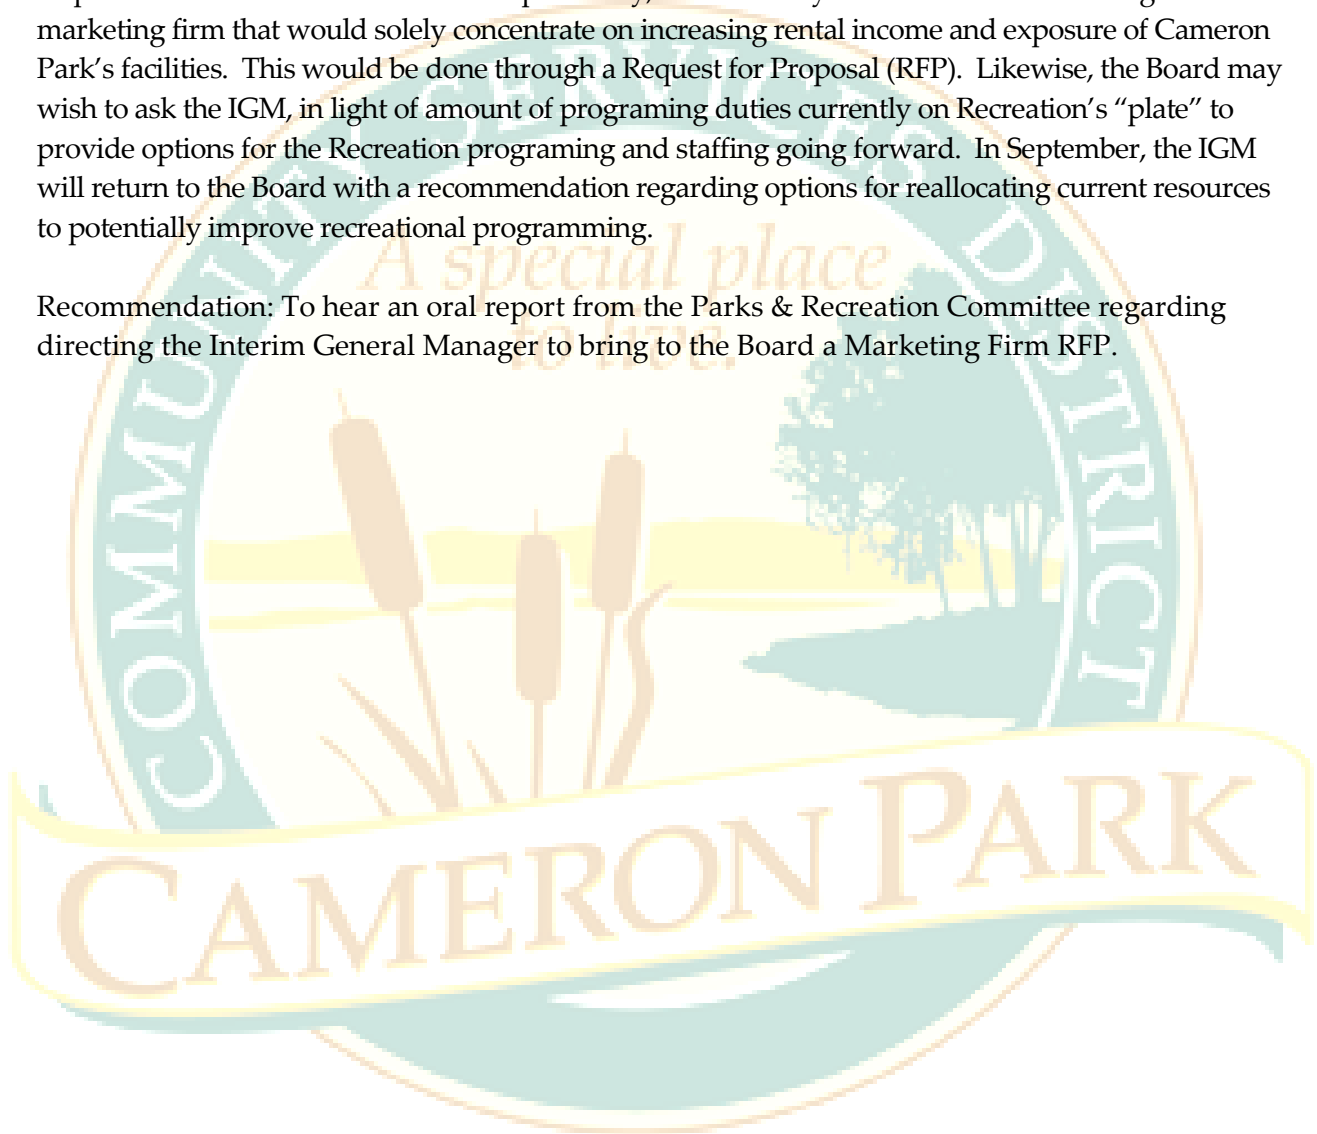 marketing firm that would solely concentrate on increasing rental income and exposure of Cameron
Park’s facilities.  This would be done through a Request for Proposal (RFP).  Likewise, the Board may
wish to ask the IGM, in light of amount of programing duties currently on Recreation’s “plate” to
provide options for the Recreation programing and staffing going forward.  In September, the IGM
will return to the Board with a recommendation regarding options for reallocating current resources
to potentially improve recreational programming.
Recommendation: To hear an oral report from the Parks & Recreation Committee regarding
directing the Interim General Manager to bring to the Board a Marketing Firm RFP.
COMMUNITY SERVICES DISTRICT
A special place
to live.
CAMERON PARK